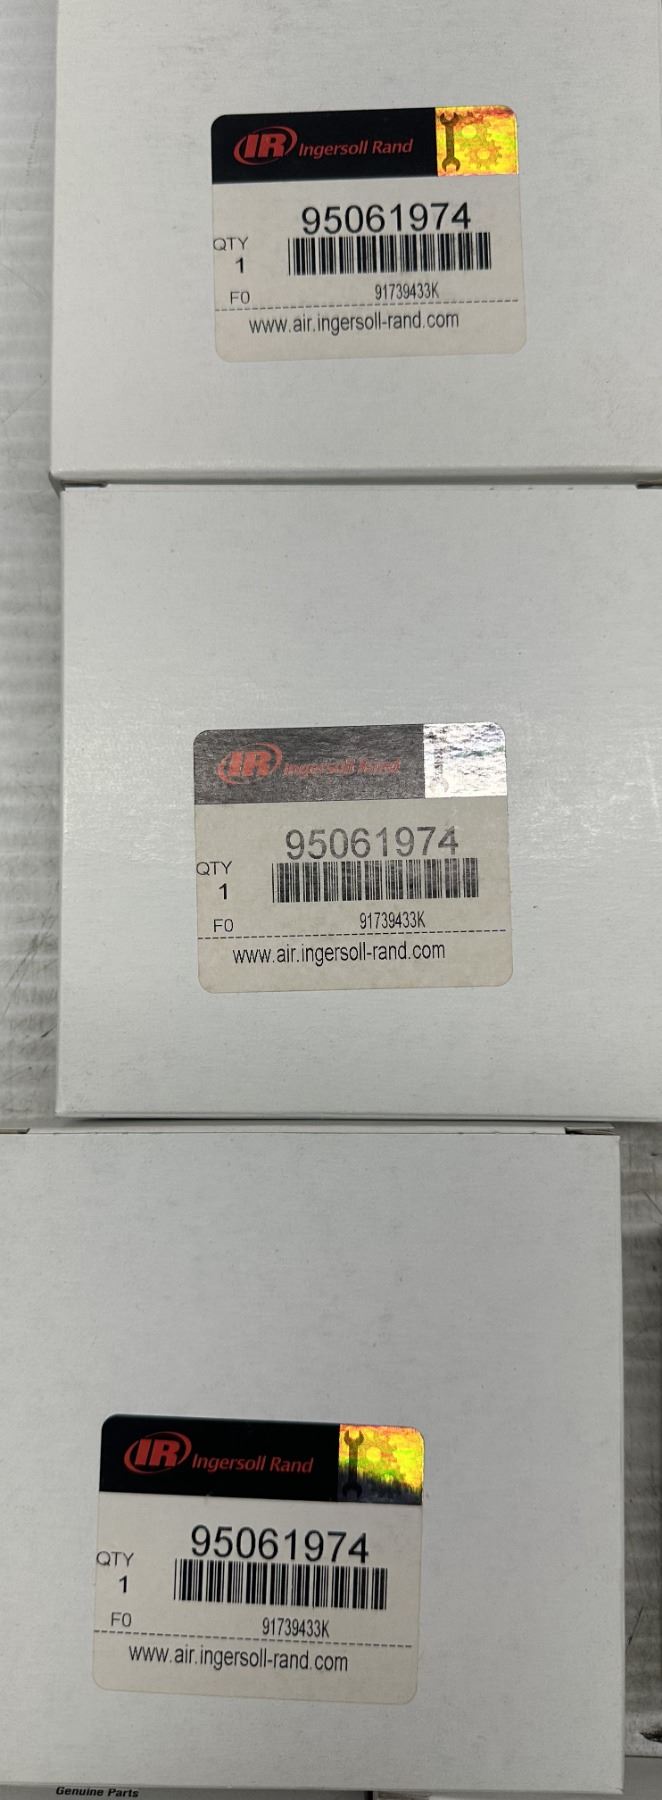 IR Ingersoll Rand
95061974
QTY
1
F0 91739433K
www.air.ingersoll-rand.com
IR Ingersoll Rand
95061974
QTY
1
F0 91739433K
www.air.ingersoll-rand.com
IR Ingersoll Rand
95061974
QTY
1
F0 91739433K
www.air.ingersoll-rand.com
Genuine Parts